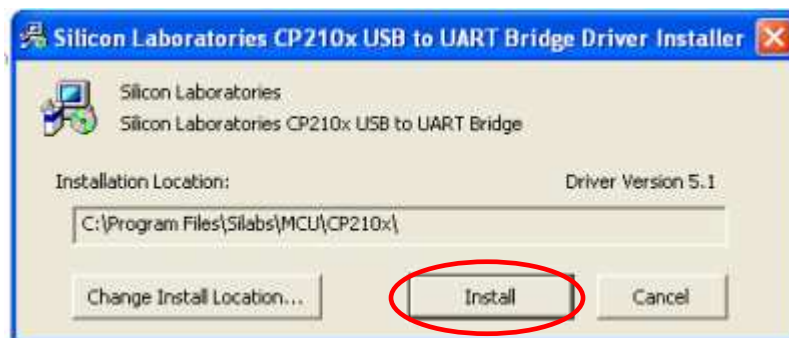 Silicon Laboratories CP210x USB to UART Bridge Driver Installer
Silicon Laboratories
Silicon Laboratories CP210x USB to UART Bridge
Installation Location: Driver Version 5.1
C:\Program Files\Silabs\MCU\CP210x\
Change Install Location... Install Cancel